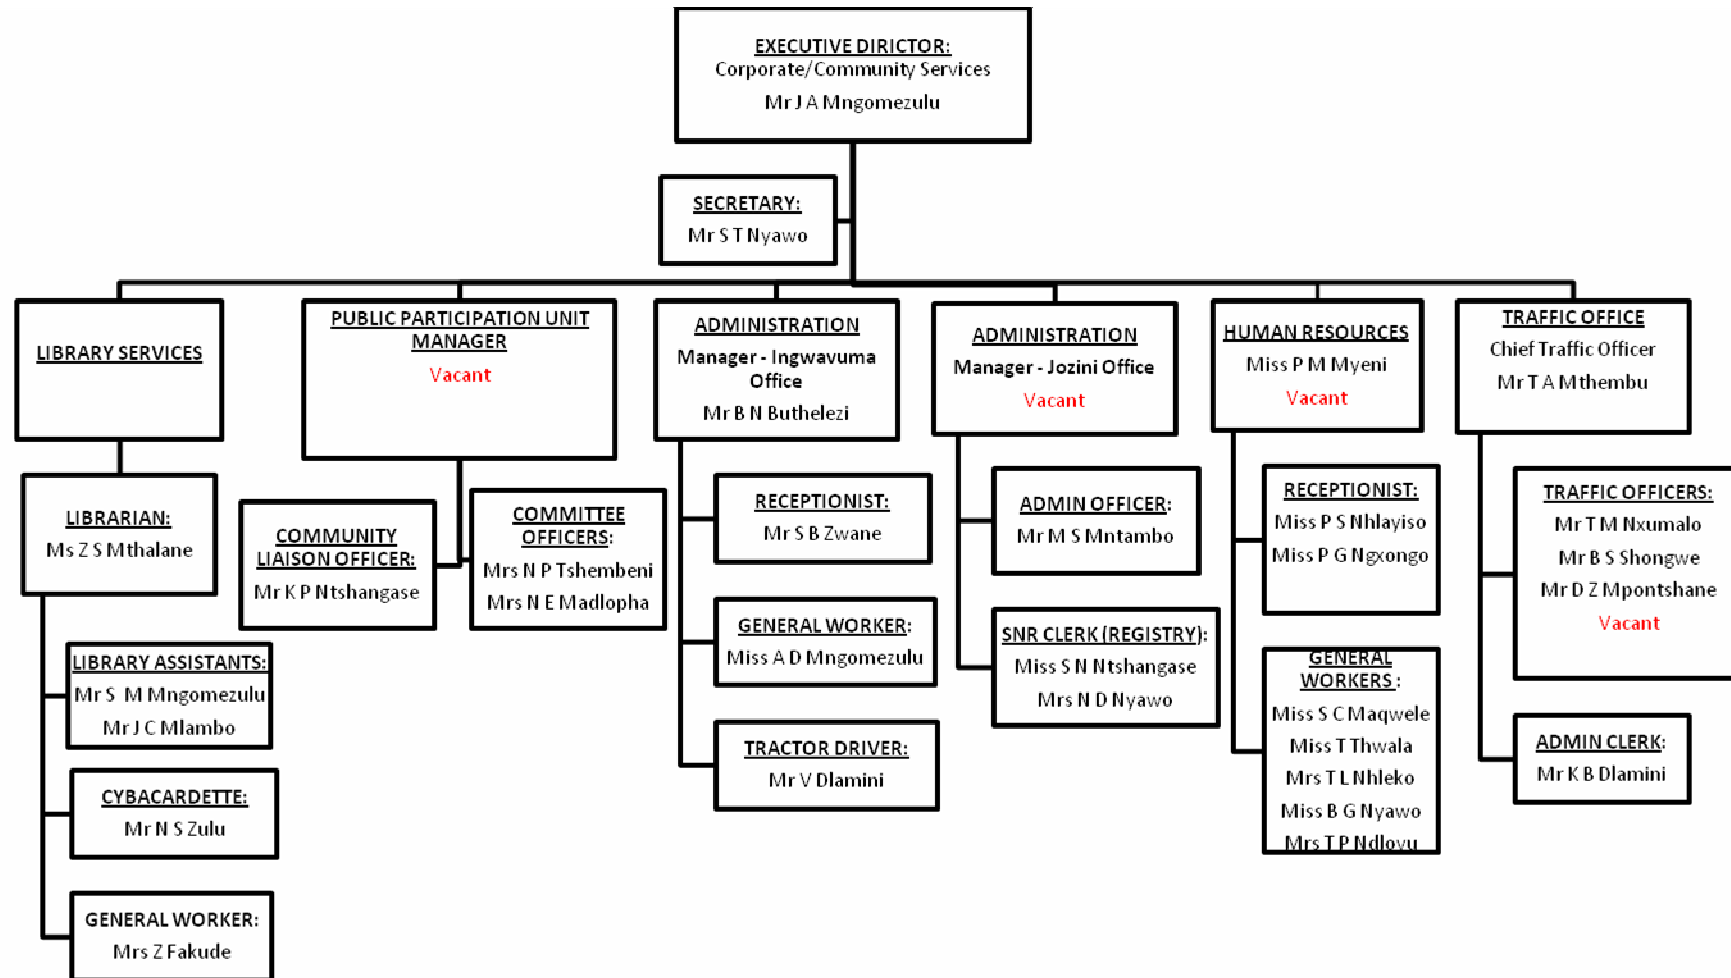 EXECUTIVE DIRICTOR:
Corporate/Community Services
Mr J A Mngomezulu
SECRETARY:
Mr S T Nyawo
LIBRARY SERVICES
PUBLIC PARTICIPATION UNIT
MANAGER
Vacant
ADMINISTRATION
Manager - Ingwavuma
Office
Mr B N Buthelezi
ADMINISTRATION
Manager - Jozini Office
Vacant
HUMAN RESOURCES
Miss P M Myeni
Vacant
TRAFFIC OFFICE
Chief Traffic Officer
Mr T A Mthembu
LIBRARIAN:
Ms Z S Mthalane
LIBRARY ASSISTANTS:
Mr S M Mngomezulu
Mr J C Mlambo
CYBACARDETTE:
Mr N S Zulu
GENERAL WORKER:
Mrs Z Fakude
COMMUNITY
LIAISON OFFICER:
Mr K P Ntshangase
COMMITTEE
OFFICERS:
Mrs N P Tshembeni
Mrs N E Madlopha
RECEPTIONIST:
Mr S B Zwane
GENERAL WORKER:
Miss A D Mngomezulu
TRACTOR DRIVER:
Mr V Dlamini
ADMIN OFFICER:
Mr M S Mntambo
SNR CLERK (REGISTRY):
Miss S N Ntshangase
Mrs N D Nyawo
RECEPTIONIST:
Miss P S Nhlayiso
Miss P G Ngxongo
GENERAL
WORKERS :
Miss S C Maqwele
Miss T Thwala
Mrs T L Nhleko
Miss B G Nyawo
Mrs T P Ndlovu
TRAFFIC OFFICERS:
Mr T M Nxumalo
Mr B S Shongwe
Mr D Z Mpontshane
Vacant
ADMIN CLERK:
Mr K B Dlamini